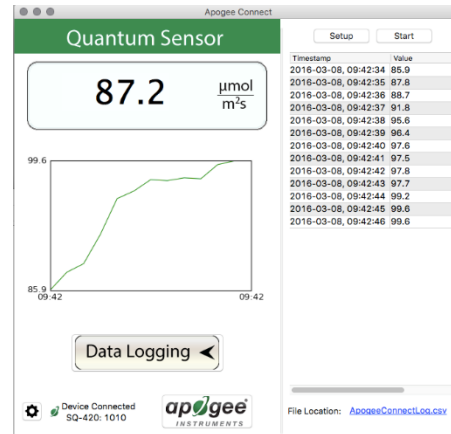 Apogee Connect
Quantum Sensor
87.2 µmol
m²s
99.6
85.9
09:42 09:42
Data Logging
Device Connected
SQ-420: 1010
apogee
INSTRUMENTS
Setup Start
Timestamp Value
2016-03-08, 09:42:34 85.9
2016-03-08, 09:42:35 87.8
2016-03-08, 09:42:36 88.7
2016-03-08, 09:42:37 91.8
2016-03-08, 09:42:38 95.6
2016-03-08, 09:42:39 96.4
2016-03-08, 09:42:40 97.6
2016-03-08, 09:42:41 97.5
2016-03-08, 09:42:42 97.8
2016-03-08, 09:42:43 97.7
2016-03-08, 09:42:44 99.2
2016-03-08, 09:42:45 99.6
2016-03-08, 09:42:46 99.6
File Location: ApogeeConnectLog.csv